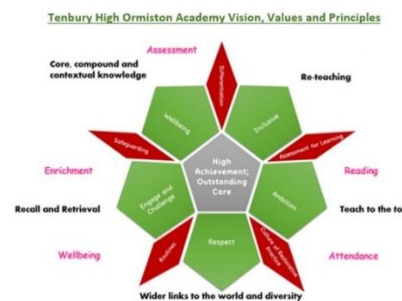 Tenbury High Ormiston Academy Vision, Values and Principles
Assessment
Core, compound and
contextual knowledge
Differentiation
Re-teaching
Wellbeing
Inclusive
Safeguarding
Assessment for Learning
High
Achievement;
Outstanding
Care
Enrichment
Reading
Engage and
Challenge
Ambition
Recall and Retrieval
Teach to the to
Routines
Respect
Culture of Restorative
Practice
Wellbeing
Attendance
Wider links to the world and diversity